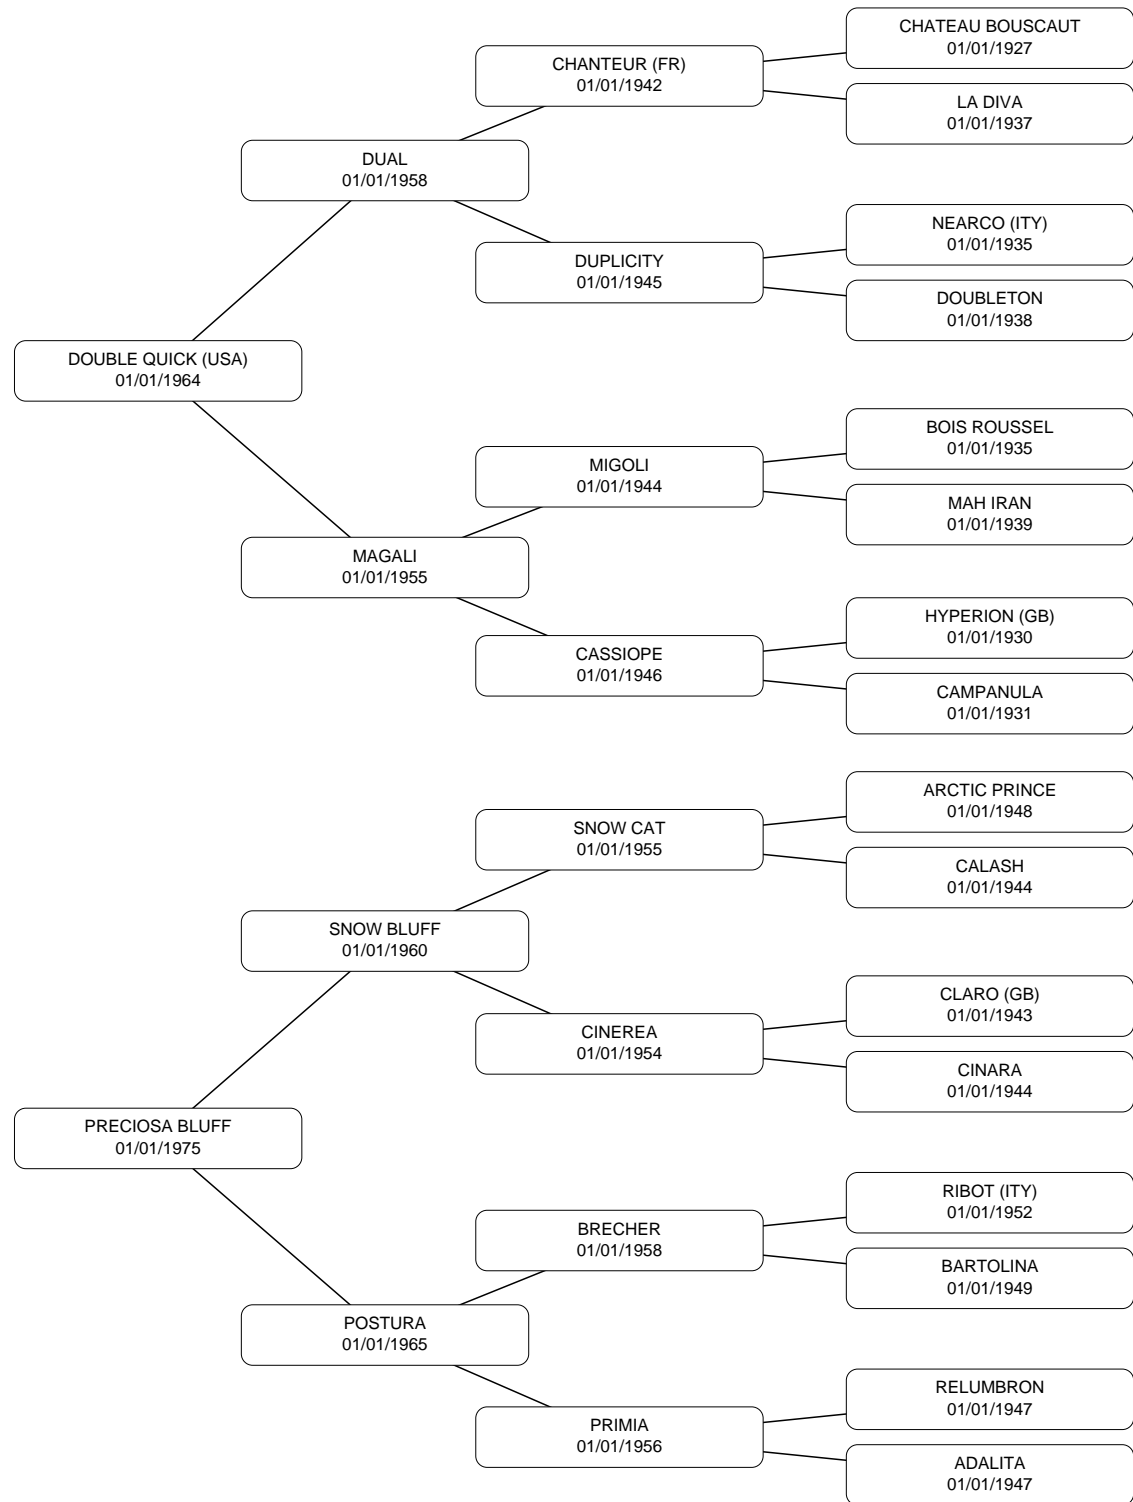 CHATEAU BOUSCAUT
01/01/1927
CHANTEUR (FR)
01/01/1942
LA DIVA
01/01/1937
DUAL
01/01/1958
NEARCO (ITY)
01/01/1935
DUPLICITY
01/01/1945
DOUBLETON
01/01/1938
DOUBLE QUICK (USA)
01/01/1964
BOIS ROUSSEL
01/01/1935
MIGOLI
01/01/1944
MAH IRAN
01/01/1939
MAGALI
01/01/1955
HYPERION (GB)
01/01/1930
CASSIOPE
01/01/1946
CAMPANULA
01/01/1931
ARCTIC PRINCE
01/01/1948
SNOW CAT
01/01/1955
CALASH
01/01/1944
SNOW BLUFF
01/01/1960
CLARO (GB)
01/01/1943
CINEREA
01/01/1954
CINARA
01/01/1944
PRECIOSA BLUFF
01/01/1975
RIBOT (ITY)
01/01/1952
BRECHER
01/01/1958
BARTOLINA
01/01/1949
POSTURA
01/01/1965
RELUMBRON
01/01/1947
PRIMIA
01/01/1956
ADALITA
01/01/1947